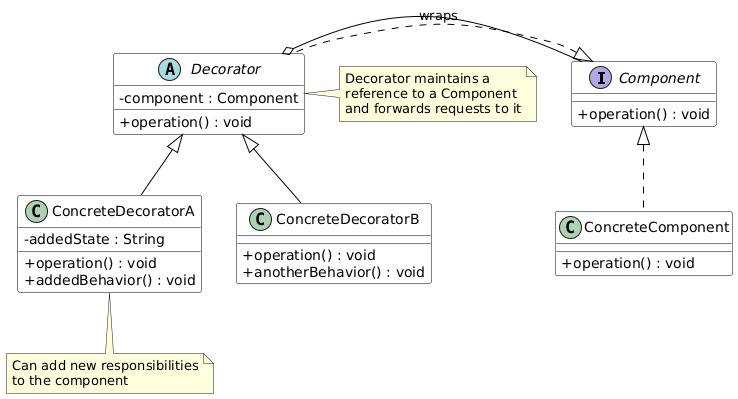 wraps
A Decorator
-component : Component
+operation() : void
Decorator maintains a
reference to a Component
and forwards requests to it
I Component
+operation() : void
C ConcreteDecoratorA
-addedState : String
+operation() : void
+addedBehavior() : void
C ConcreteDecoratorB
+operation() : void
+anotherBehavior() : void
C ConcreteComponent
+operation() : void
Can add new responsibilities
to the component